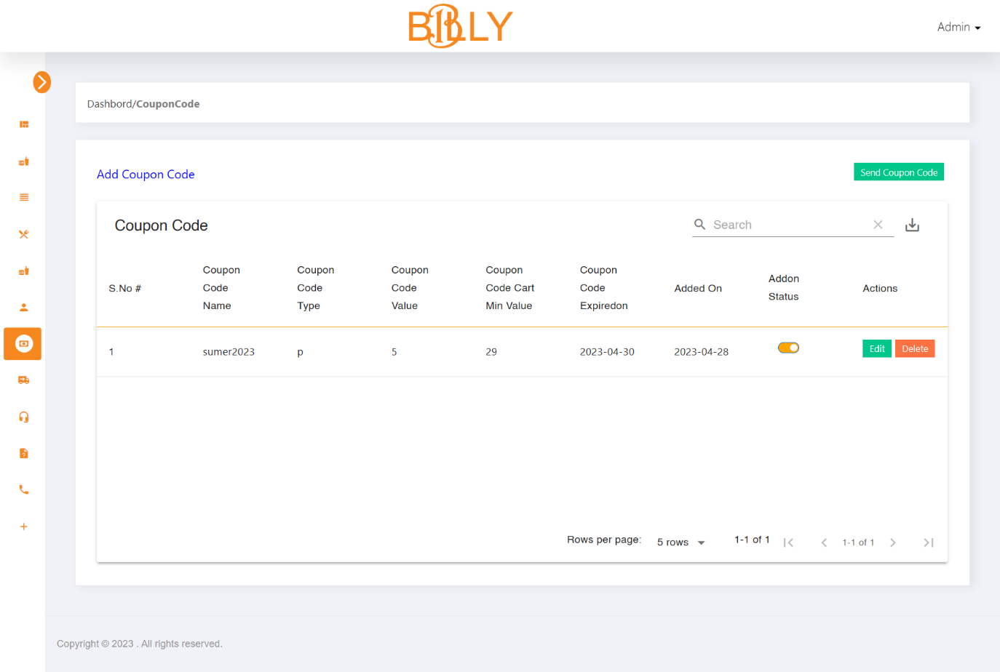 BILLY
Admin
Dashbord/CouponCode
Add Coupon Code
Send Coupon Code
Coupon Code
Search
S.No #
Coupon
Code
Name
Coupon
Code
Type
Coupon
Code
Value
Coupon
Code Cart
Min Value
Coupon
Code
Expiredon
Added On
Addon
Status
Actions
1 sumer2023 p 5 29 2023-04-30 2023-04-28 Edit Delete
Rows per page: 5 rows 1-1 of 1 1-1 of 1
Copyright © 2023 . All rights reserved.